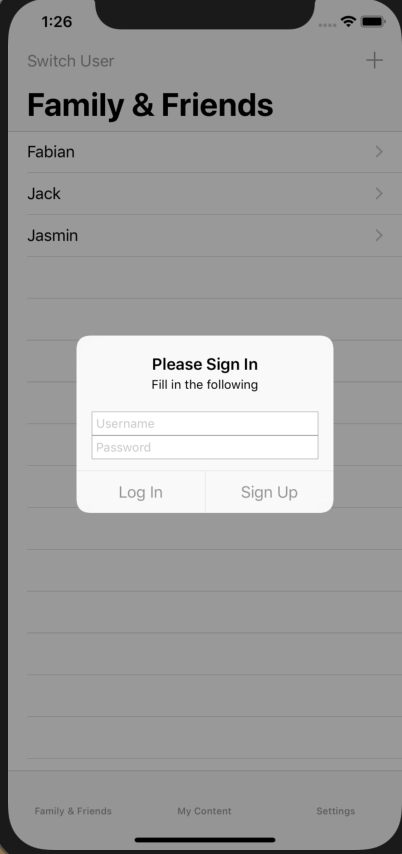 1:26
Switch User
Family & Friends
Fabian
Jack
Jasmin
Please Sign In
Fill in the following
Username
Password
Log In Sign Up
Family & Friends My Content Settings